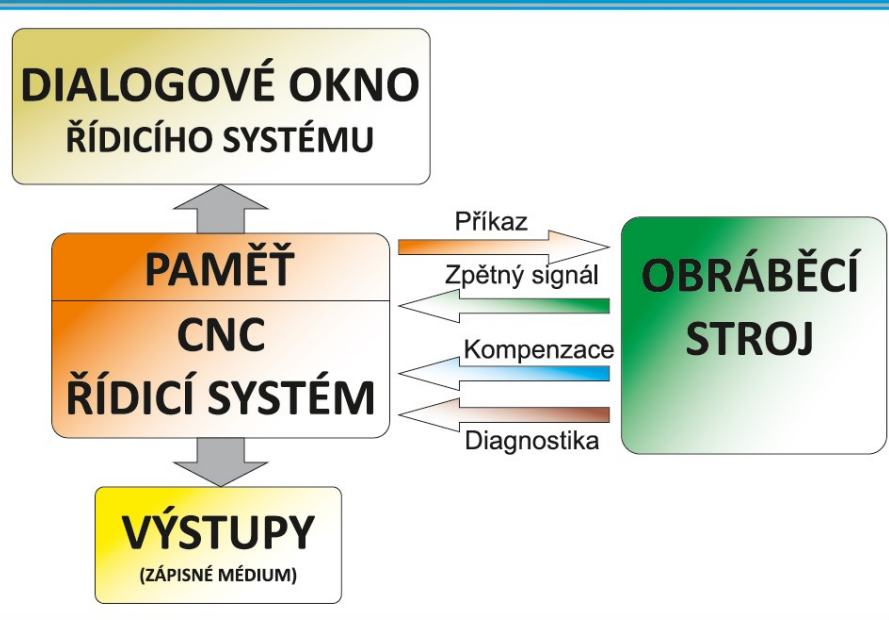 DIALOGOVÉ OKNO
ŘÍDICÍHO SYSTÉMU
PAMĚŤ
CNC
ŘÍDICÍ SYSTÉM
Příkaz
Zpětný signál
Kompenzace
Diagnostika
OBRÁBĚCÍ
STROJ
VÝSTUPY
(ZÁPISNÉ MÉDIUM)